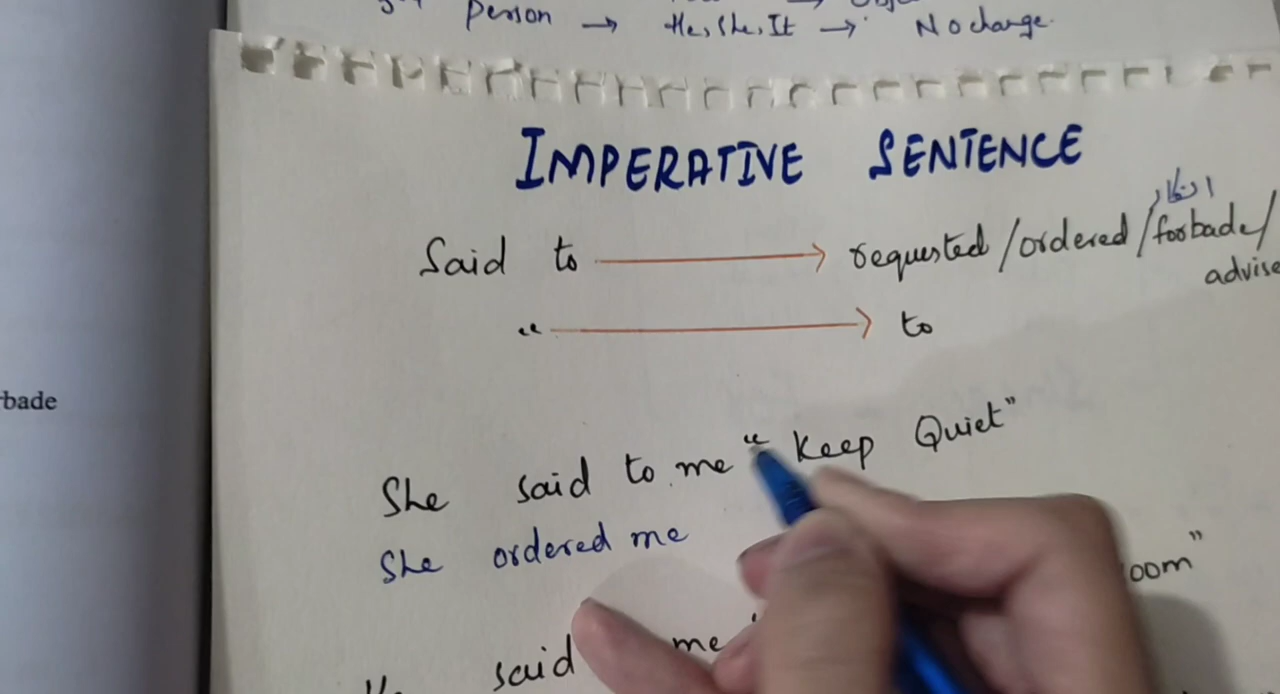 person → He, She, It → No change.
IMPERATIVE SENTENCE
انکار
Said to → requested / ordered / forbade /
advise
“ → to
bade
She said to me “ Keep Quiet”
She ordered me
oom”
said me “